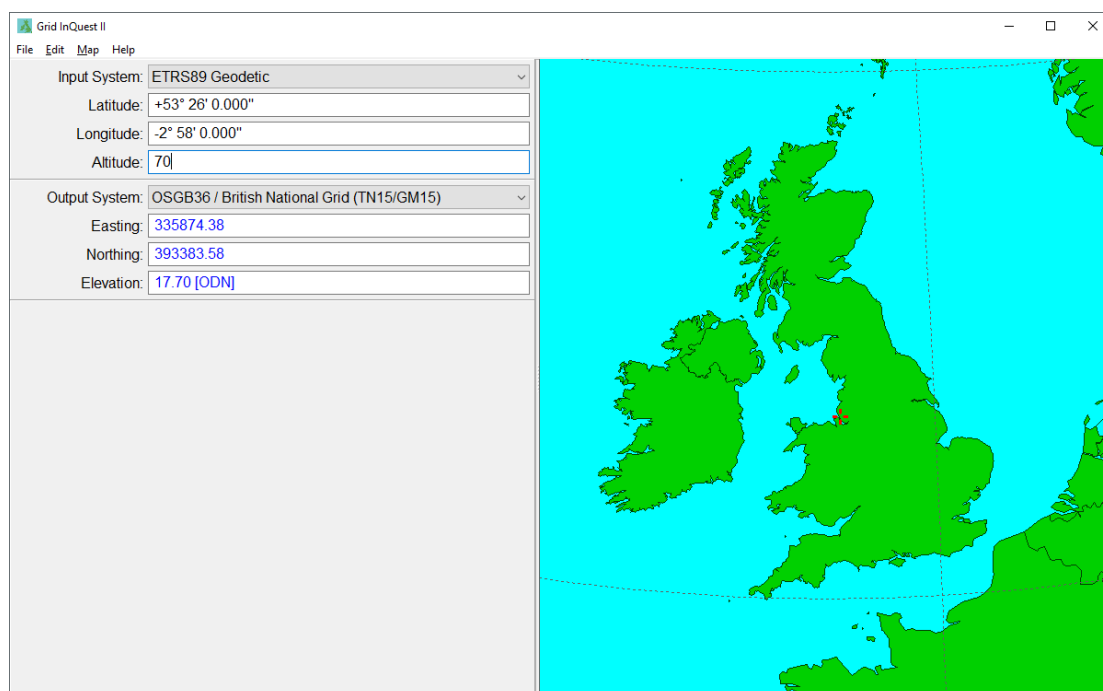 Grid InQuest II
File Edit Map Help
Input System: ETRS89 Geodetic
Latitude: +53° 26' 0.000"
Longitude: -2° 58' 0.000"
Altitude: 70
Output System: OSGB36 / British National Grid (TN15/GM15)
Easting: 335874.38
Northing: 393383.58
Elevation: 17.70 [ODN]